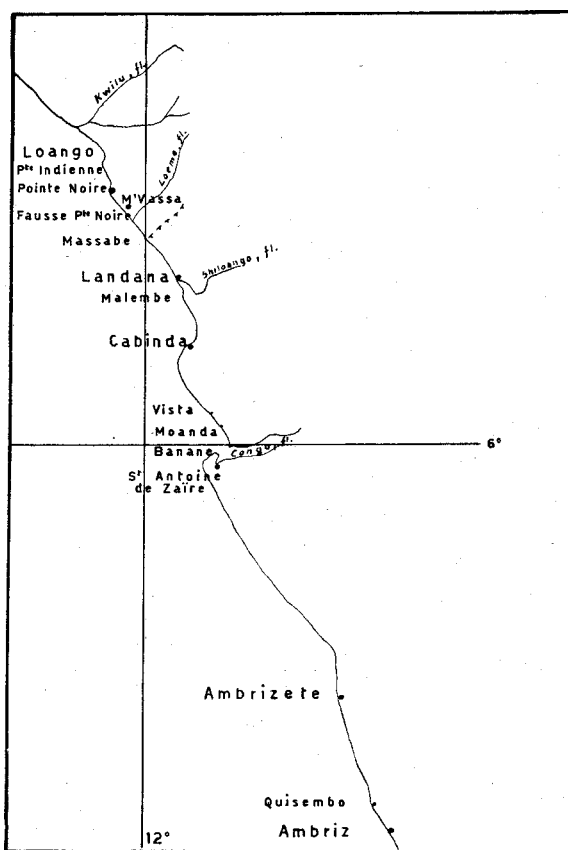 Kwilu, fl.
Loango
Pte Indienne
Loeme, fl.
Pointe Noire
M'Vassa
Fausse Pte Noire
Massabe
Landana
Shiloango, fl.
Malembe
Cabinda
Vista
Moanda
6°
Banane
Congo, fl.
St Antoine
de Zaïre
Ambrizete
Quisembo
Ambriz
12°